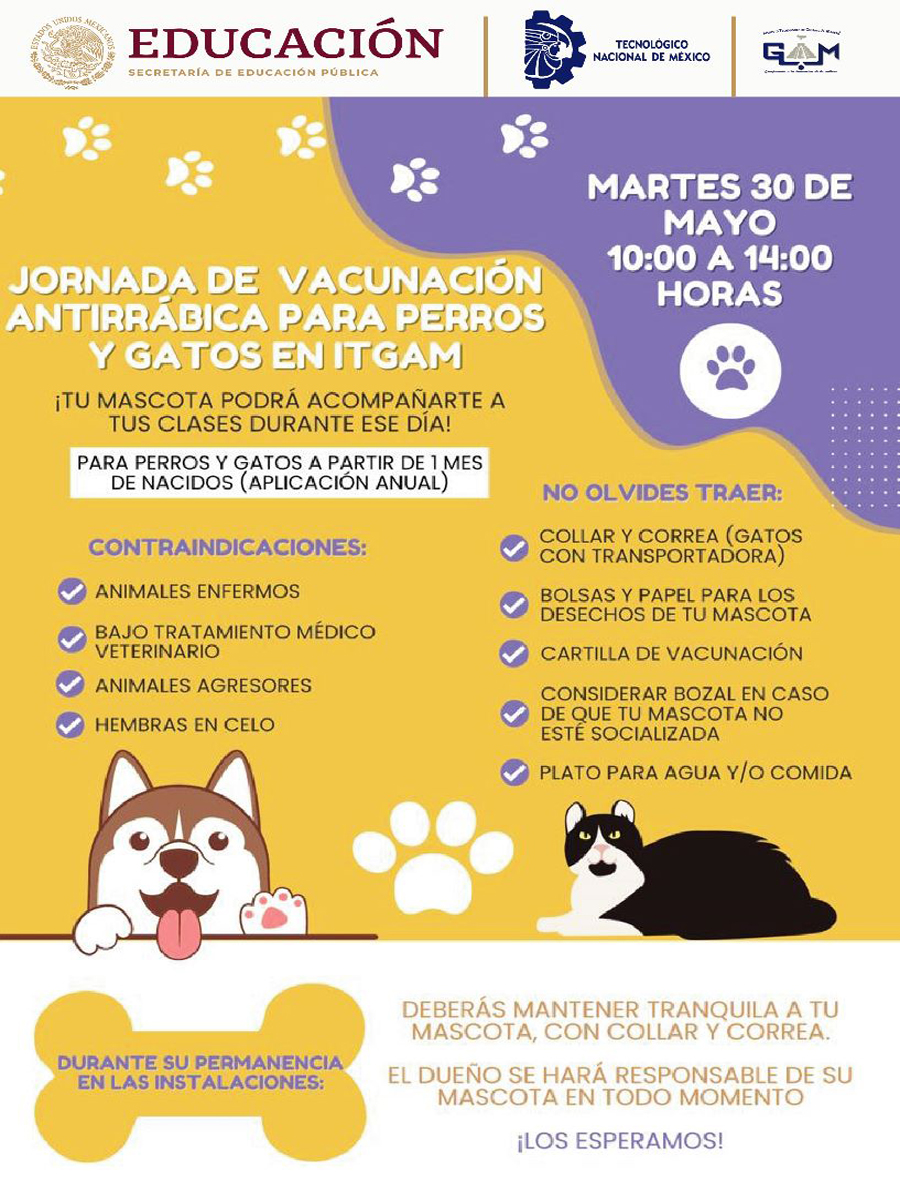 ESTADOS UNIDOS MEXICANOS
EDUCACIÓN
SECRETARÍA DE EDUCACIÓN PÚBLICA
TECNOLÓGICO
NACIONAL DE MÉXICO
GAM
MARTES 30 DE
MAYO
10:00 A 14:00
HORAS
JORNADA DE VACUNACIÓN
ANTIRRÁBICA PARA PERROS
Y GATOS EN ITGAM
¡TU MASCOTA PODRÁ ACOMPAÑARTE A
TUS CLASES DURANTE ESE DÍA!
PARA PERROS Y GATOS A PARTIR DE 1 MES
DE NACIDOS (APLICACIÓN ANUAL)
CONTRAINDICACIONES:
ANIMALES ENFERMOS
BAJO TRATAMIENTO MÉDICO
VETERINARIO
ANIMALES AGRESORES
HEMBRAS EN CELO
NO OLVIDES TRAER:
COLLAR Y CORREA (GATOS
CON TRANSPORTADORA)
BOLSAS Y PAPEL PARA LOS
DESECHOS DE TU MASCOTA
CARTILLA DE VACUNACIÓN
CONSIDERAR BOZAL EN CASO
DE QUE TU MASCOTA NO
ESTÉ SOCIALIZADA
PLATO PARA AGUA Y/O COMIDA
DURANTE SU PERMANENCIA
EN LAS INSTALACIONES:
DEBERÁS MANTENER TRANQUILA A TU
MASCOTA, CON COLLAR Y CORREA.
EL DUEÑO SE HARÁ RESPONSABLE DE SU
MASCOTA EN TODO MOMENTO
¡LOS ESPERAMOS!